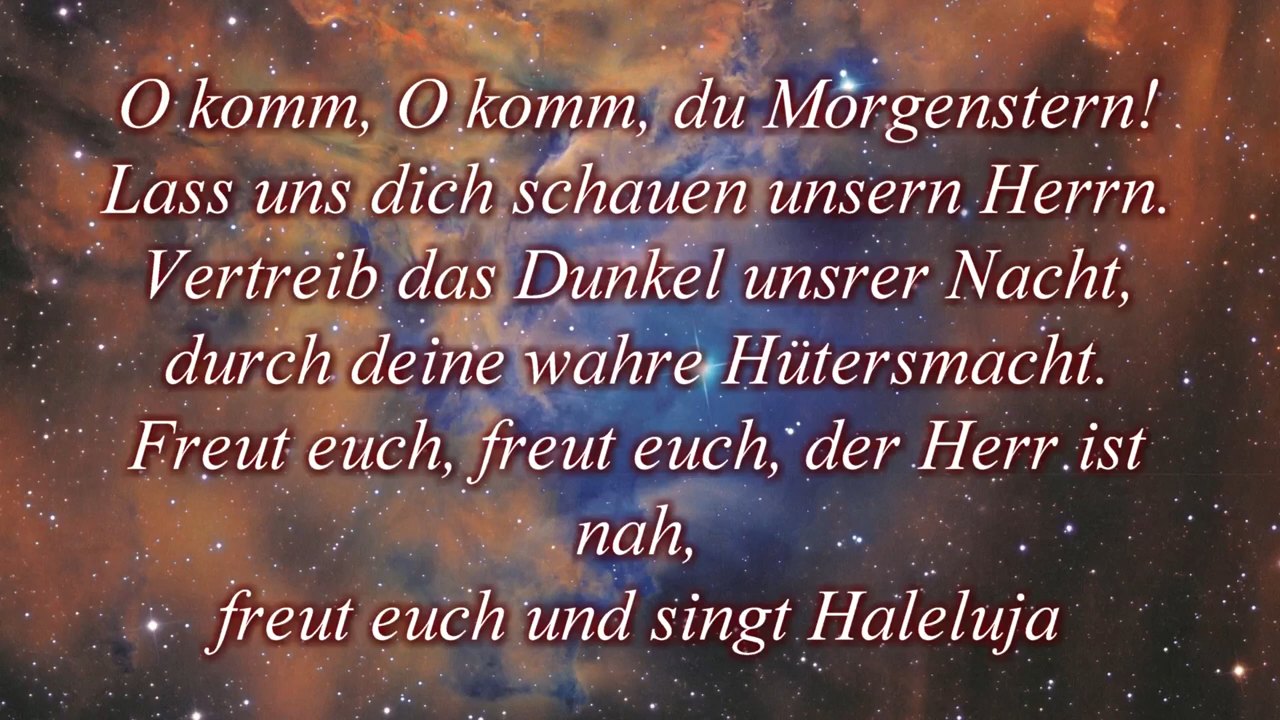 O komm, O komm, du Morgenstern!
Lass uns dich schauen unsern Herrn.
Vertreib das Dunkel unsrer Nacht,
durch deine wahre Hütersmacht.
Freut euch, freut euch, der Herr ist
nah,
freut euch und singt Haleluja